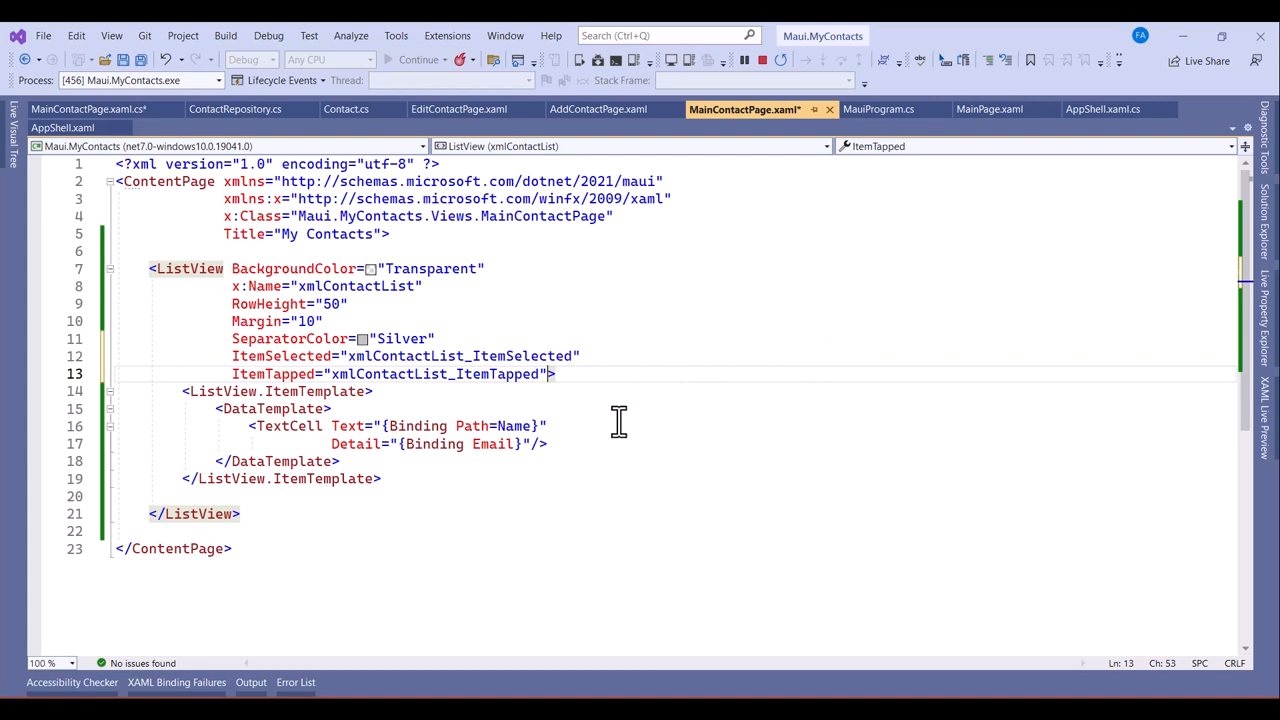 File Edit View Git Project Build Debug Test Analyze Tools Extensions Window Help Search (Ctrl+Q) Maui.MyContacts FA
Debug Any CPU Continue Live Share
Process: [456] Maui.MyContacts.exe Lifecycle Events Thread: Stack Frame:
MainContactPage.xaml.cs* ContactRepository.cs Contact.cs EditContactPage.xaml AddContactPage.xaml MainContactPage.xaml* MauiProgram.cs MainPage.xaml AppShell.xaml.cs
AppShell.xaml
Maui.MyContacts (net7.0-windows10.0.19041.0) ListView (xmlContactList) ItemTapped
1 <?xml version="1.0" encoding="utf-8" ?>
2 <ContentPage xmlns="http://schemas.microsoft.com/dotnet/2021/maui"
3 xmlns:x="http://schemas.microsoft.com/winfx/2009/xaml"
4 x:Class="Maui.MyContacts.Views.MainContactPage"
5 Title="My Contacts">
6
7 <ListView BackgroundColor="Transparent"
8 x:Name="xmlContactList"
9 RowHeight="50"
10 Margin="10"
11 SeparatorColor="Silver"
12 ItemSelected="xmlContactList_ItemSelected"
13 ItemTapped="xmlContactList_ItemTapped">
14 <ListView.ItemTemplate>
15 <DataTemplate>
16 <TextCell Text="{Binding Path=Name}"
17 Detail="{Binding Email}"/>
18 </DataTemplate>
19 </ListView.ItemTemplate>
20
21 </ListView>
22
23 </ContentPage>
Live Visual Tree
Diagnostic Tools
Solution Explorer
Live Property Explorer
XAML Live Preview
100 % No issues found Ln: 13 Ch: 53 SPC CRLF
Accessibility Checker XAML Binding Failures Output Error List